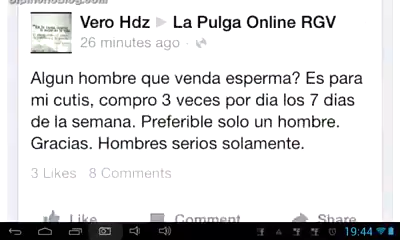 Vero Hdz ▶ La Pulga Online RGV
26 minutes ago
Algun hombre que venda esperma? Es para
mi cutis, compro 3 veces por dia los 7 dias
de la semana. Preferible solo un hombre.
Gracias. Hombres serios solamente.
3 Likes 8 Comments
Like Comment Share
19:44